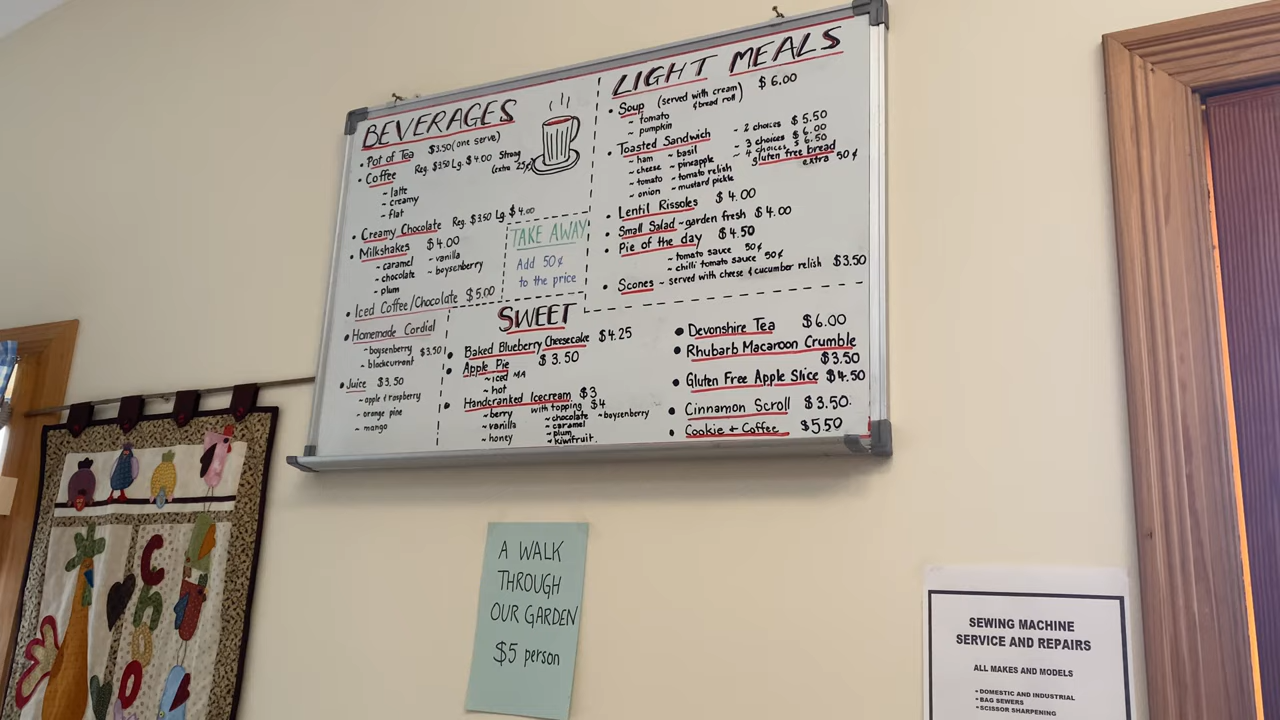 BEVERAGES
• Pot of Tea $3.50 (one serve)
• Coffee Reg. $3.50 Lg. $4.00 Strong (extra 25¢)
~ latte
~ creamy
~ flat
• Creamy Chocolate Reg. $3.50 Lg. $4.00
• Milkshakes $4.00
~ caramel ~ vanilla
~ chocolate ~ boysenberry
~ plum
• Iced Coffee/Chocolate $5.00
• Homemade Cordial
~ boysenberry $3.50
~ blackcurrant
• Juice $3.50
~ apple & raspberry
~ orange pine
~ mango
TAKE AWAY
Add 50¢
to the price
LIGHT MEALS
• Soup (served with cream & bread roll) $6.00
~ tomato
~ pumpkin
• Toasted Sandwich ~ 2 choices $5.50
~ 3 choices $6.00
~ 4 choices $6.50
gluten free bread
extra 50¢
~ ham ~ basil
~ cheese ~ pineapple
~ tomato ~ tomato relish
~ onion ~ mustard pickle
• Lentil Rissoles $4.00
• Small Salad ~ garden fresh $4.00
• Pie of the day $4.50
~ tomato sauce 50¢
~ chilli tomato sauce 50¢
• Scones ~ served with cheese & cucumber relish $3.50
SWEET
• Baked Blueberry Cheesecake $4.25
• Apple Pie $3.50
~ iced
~ hot
• Handcranked Icecream $3
with topping $4
~ berry ~ chocolate ~ boysenberry
~ vanilla ~ caramel
~ honey ~ plum
~ kiwifruit.
• Devonshire Tea $6.00
• Rhubarb Macaroon Crumble
$3.50
• Gluten Free Apple Slice $4.50
• Cinnamon Scroll $3.50.
• Cookie + Coffee $5.50
A WALK
THROUGH
OUR GARDEN
$5 person
SEWING MACHINE
SERVICE AND REPAIRS
ALL MAKES AND MODELS
• DOMESTIC AND INDUSTRIAL
• BAG SEWERS
• SCISSOR SHARPENING